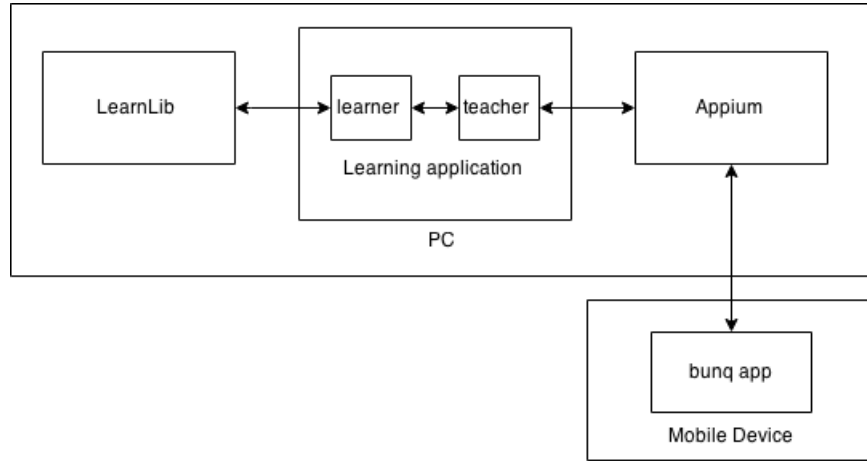 LearnLib
learner
teacher
Appium
Learning application
PC
bunq app
Mobile Device